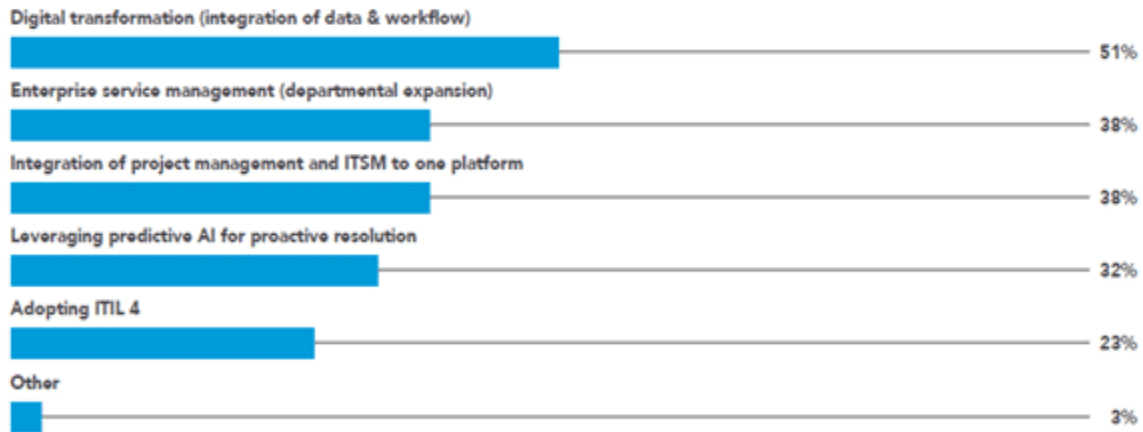 Digital transformation (integration of data & workflow)
51%
Enterprise service management (departmental expansion)
38%
Integration of project management and ITSM to one platform
38%
Leveraging predictive AI for proactive resolution
32%
Adopting ITIL 4
23%
Other
3%